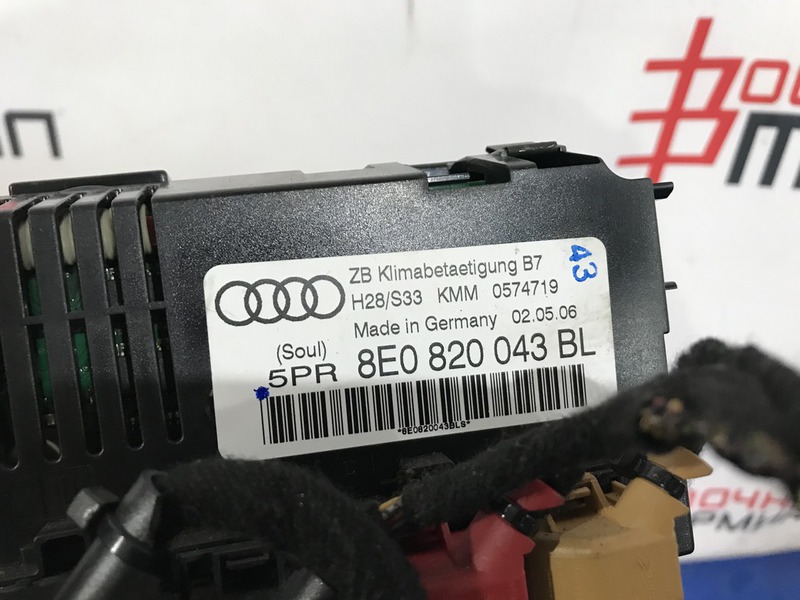 ZB Klimabetaetigung B7
H28/S33 KMM 0574719
Made in Germany 02.05.06
43
(Soul)
5PR 8E0 820 043 BL
*8E0820043BLS*